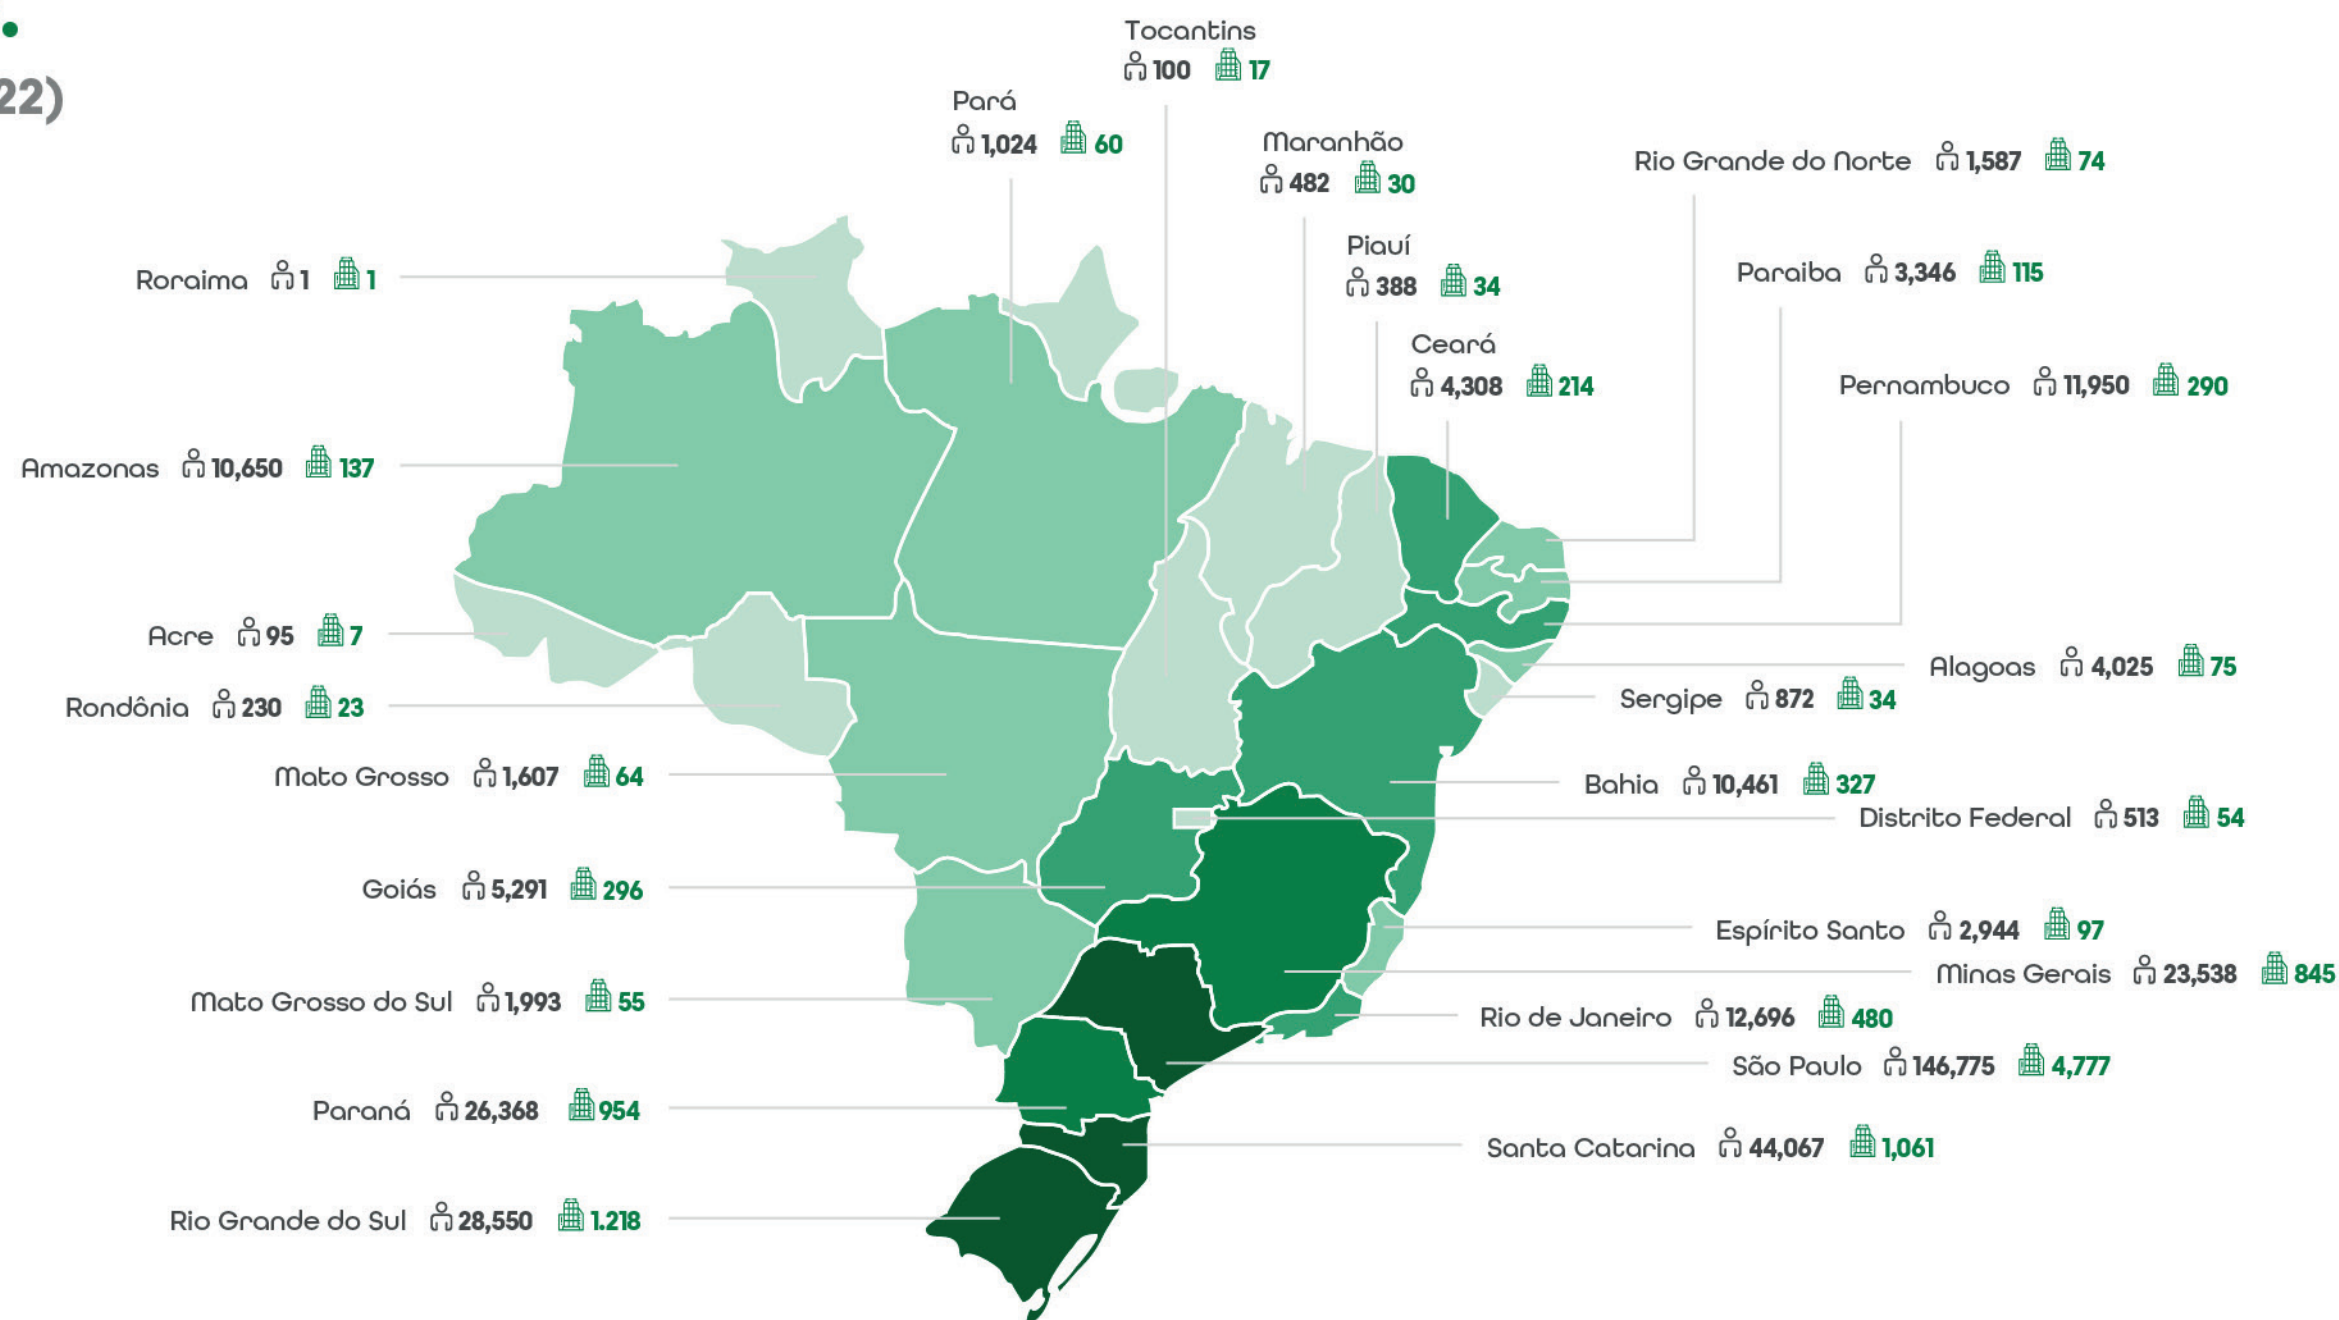 22)
Tocantins
100 17
Pará
1,024 60
Maranhão
482 30
Rio Grande do Norte 1,587 74
Piauí
388 34
Roraima 1 1
Paraiba 3,346 115
Ceará
4,308 214
Pernambuco 11,950 290
Amazonas 10,650 137
Acre 95 7
Alagoas 4,025 75
Rondônia 230 23
Sergipe 872 34
Mato Grosso 1,607 64
Bahia 10,461 327
Distrito Federal 513 54
Goiás 5,291 296
Espírito Santo 2,944 97
Minas Gerais 23,538 845
Mato Grosso do Sul 1,993 55
Rio de Janeiro 12,696 480
São Paulo 146,775 4,777
Paraná 26,368 954
Santa Catarina 44,067 1,061
Rio Grande do Sul 28,550 1.218